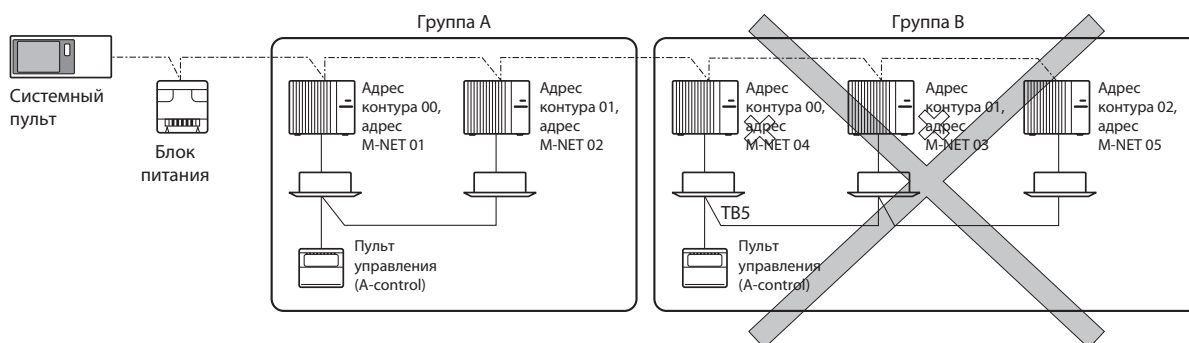 Группа A
Группа B
Системный
пульт
Блок
питания
Адрес
контура 00,
адрес
M-NET 01
Адрес
контура 01,
адрес
M-NET 02
Адрес
контура 00,
адрес
M-NET 04
Адрес
контура 01,
адрес
M-NET 03
Адрес
контура 02,
адрес
M-NET 05
TB5
Пульт
управления
(A-control)
Пульт
управления
(A-control)